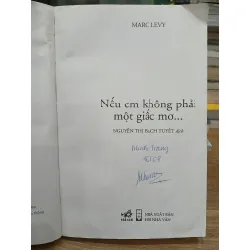 MARC LEVY
Nếu em không phải
một giấc mơ...
NGUYỄN THỊ BẠCH TUYẾT dịch
NHÀ XUẤT BẢN
HỘI NHÀ VĂN